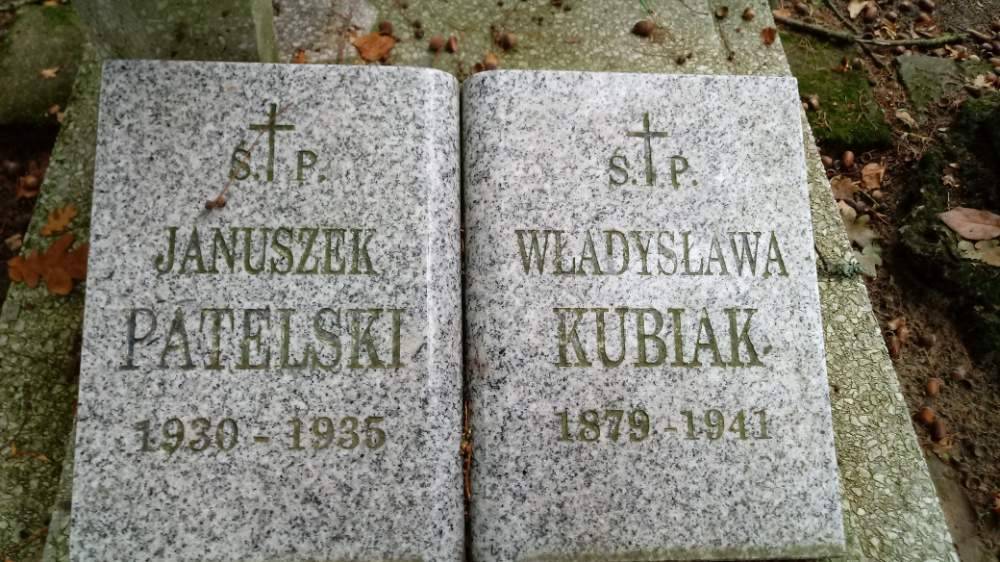 Ś. P.
JANUSZEK
PATELSKI
1930 - 1935
Ś. P.
WŁADYSŁAWA
KUBIAK
1879 - 1941